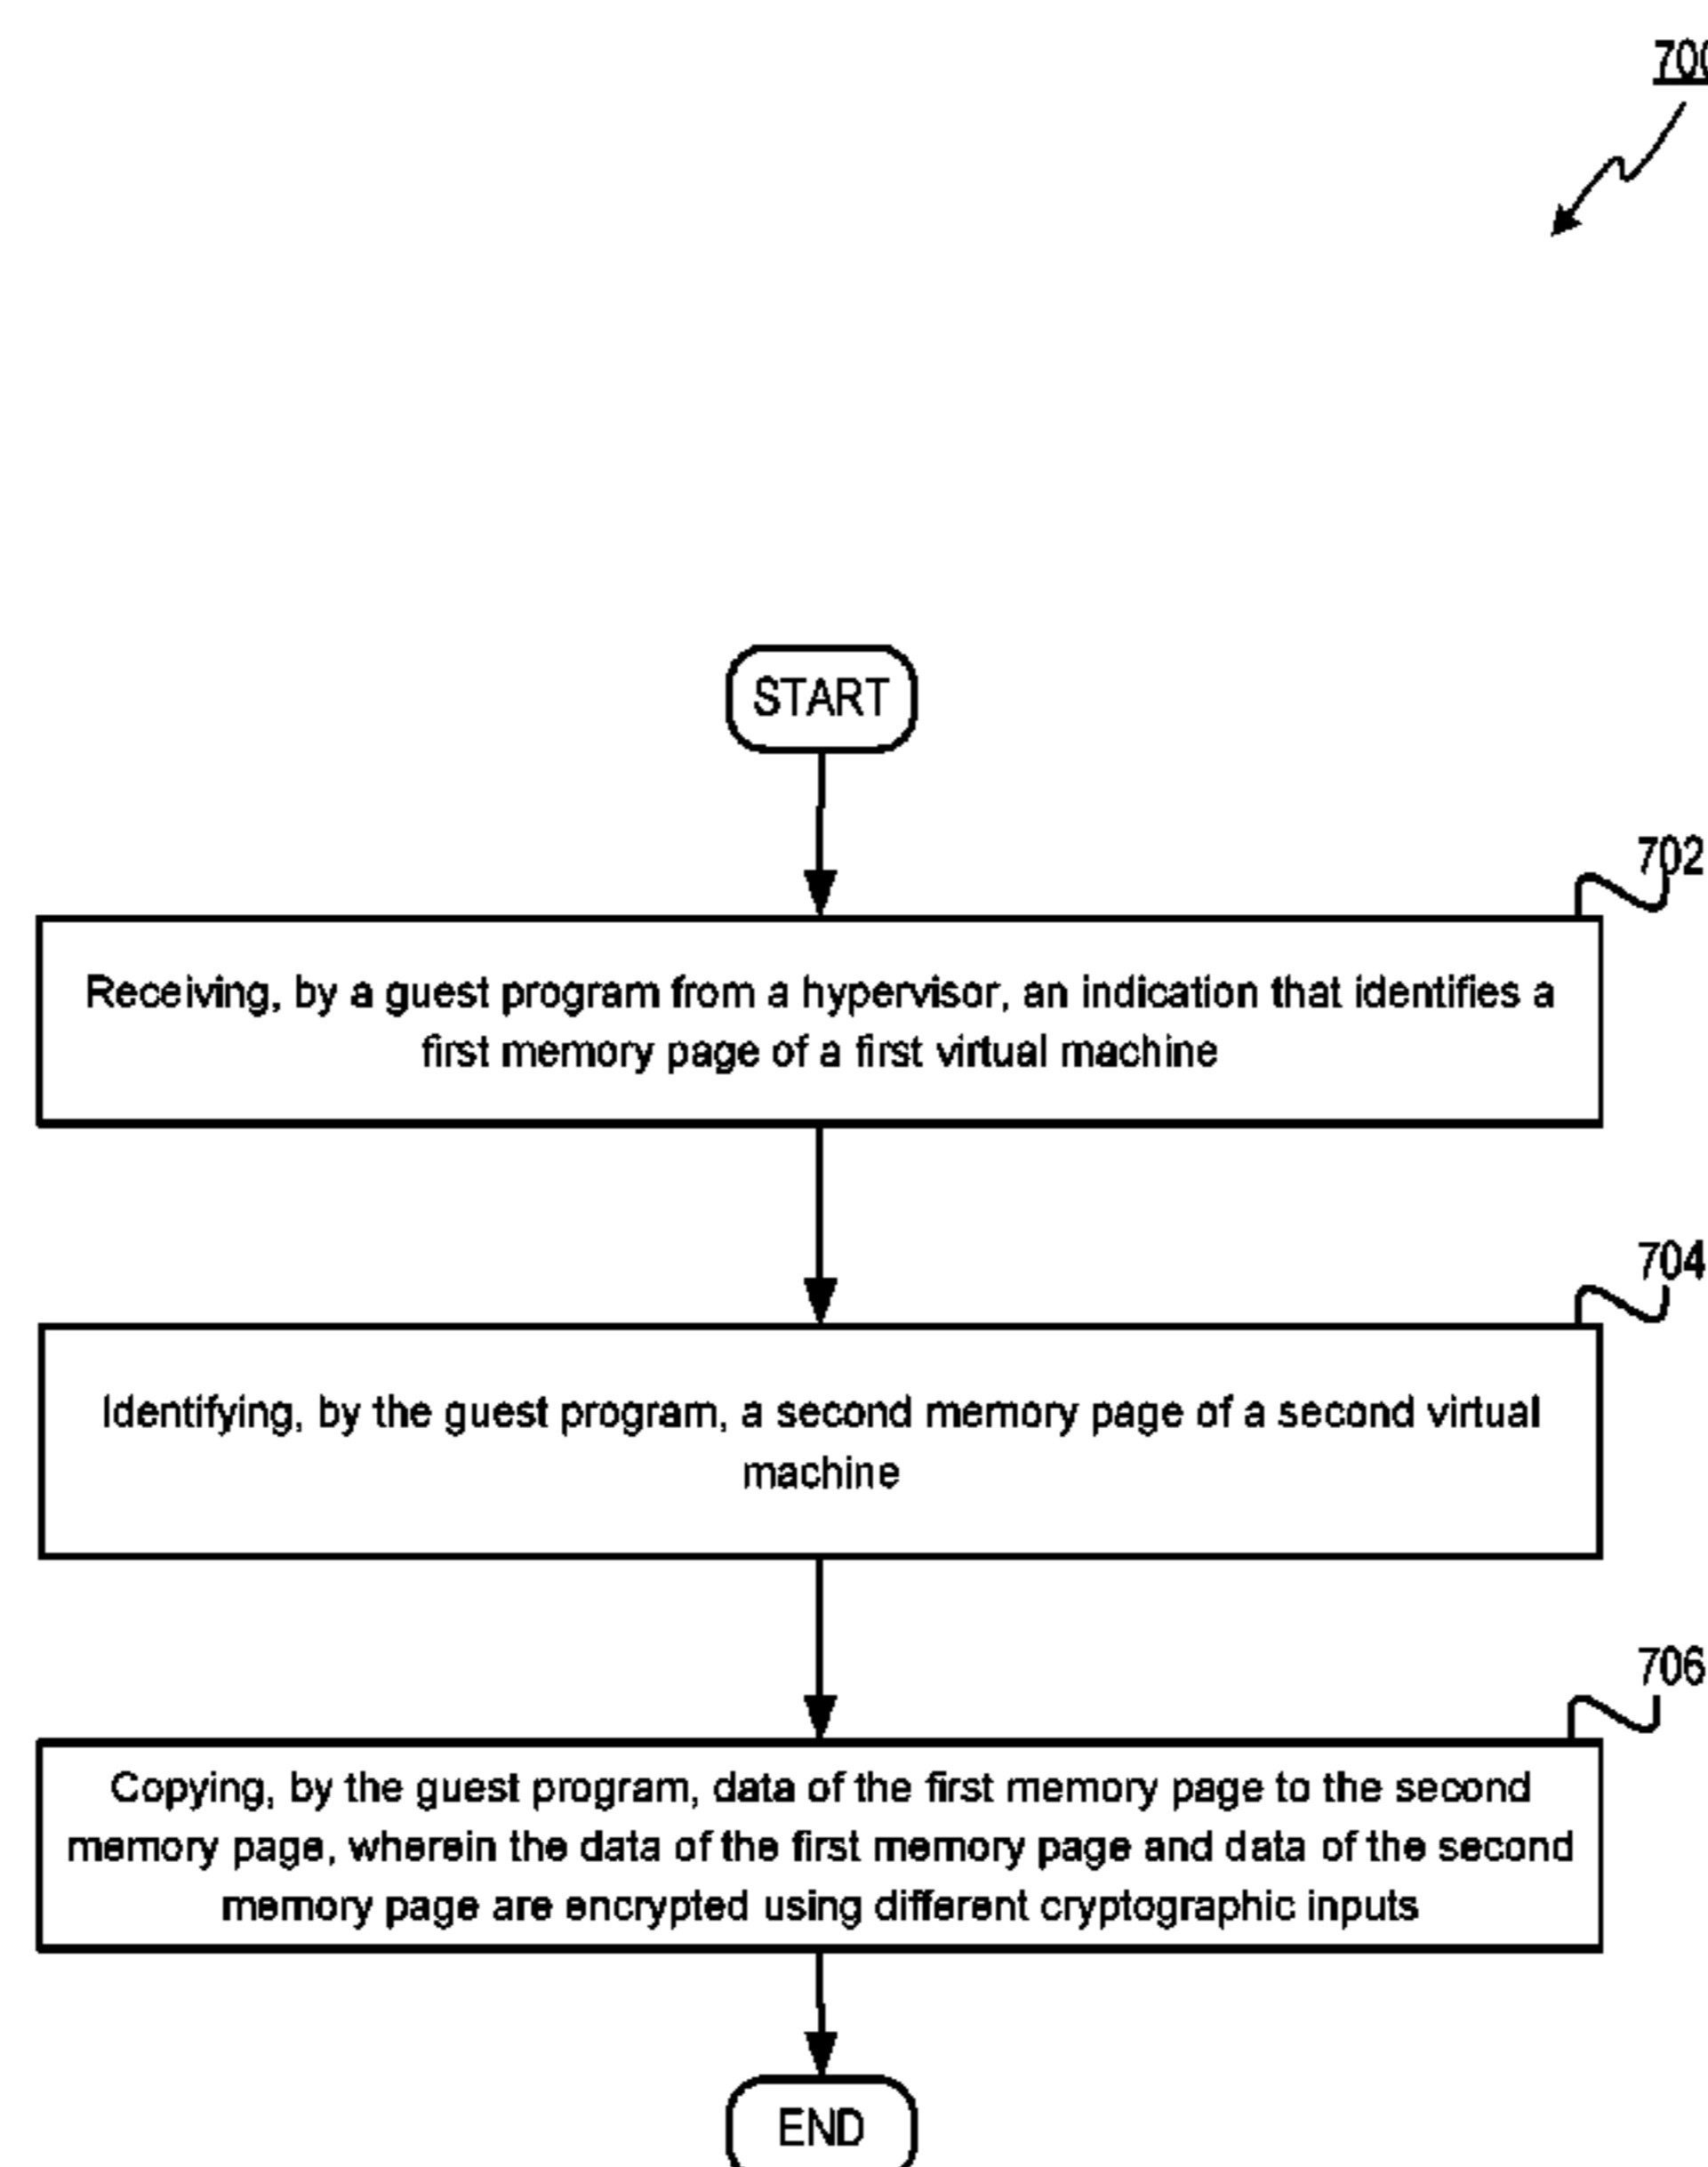 700
START
702
Receiving, by a guest program from a hypervisor, an indication that identifies a
first memory page of a first virtual machine
704
Identifying, by the guest program, a second memory page of a second virtual
machine
706
Copying, by the guest program, data of the first memory page to the second
memory page, wherein the data of the first memory page and data of the second
memory page are encrypted using different cryptographic inputs
END